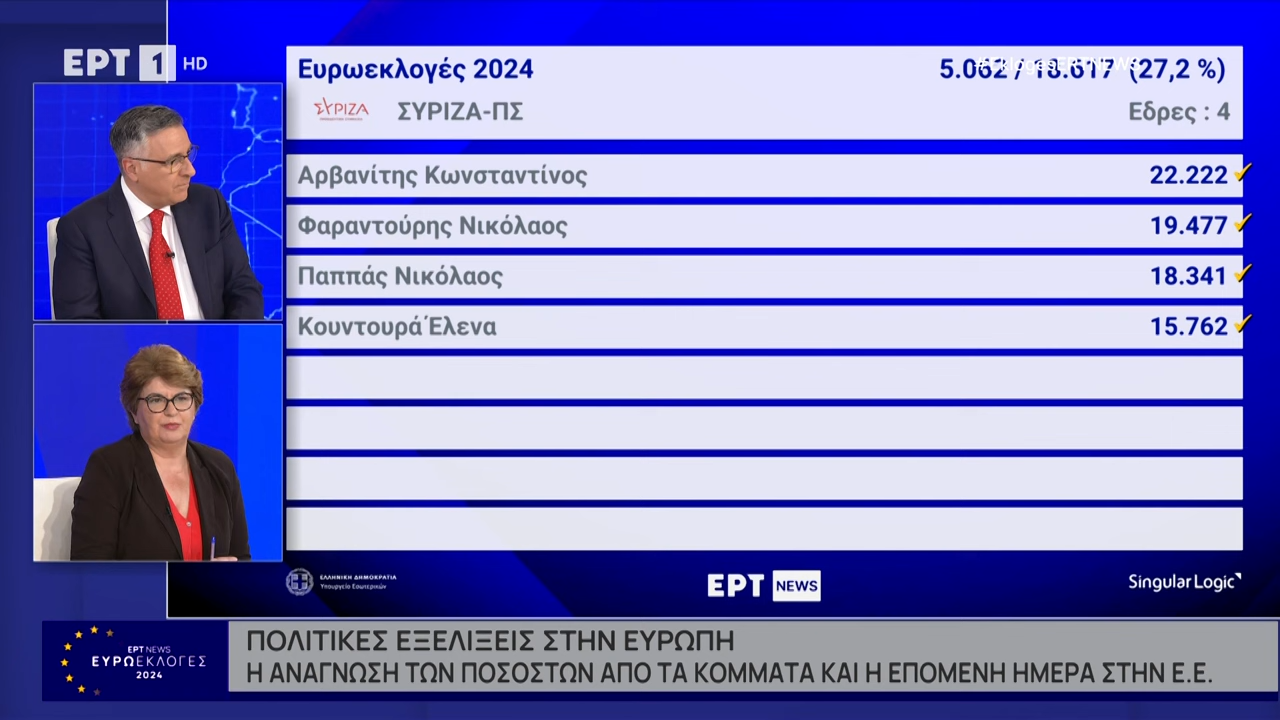 ΕΡΤ 1 HD
Ευρωεκλογές 2024
(27,2 %)
ΣΥΡΙΖΑ
ΣΥΡΙΖΑ-ΠΣ
Εδρες : 4
Αρβανίτης Κωνσταντίνος 22.222
Φαραντούρης Νικόλαος 19.477
Παππάς Νικόλαος 18.341
Κουντουρά Έλενα 15.762
ΕΛΛΗΝΙΚΗ ΔΗΜΟΚΡΑΤΙΑ
Υπουργείο Εσωτερικών
ΕΡΤ NEWS
SingularLogic
ΕΡΤ NEWS
ΕΥΡΩΕΚΛΟΓΕΣ
2024
ΠΟΛΙΤΙΚΕΣ ΕΞΕΛΙΞΕΙΣ ΣΤΗΝ ΕΥΡΩΠΗ
Η ΑΝΑΓΝΩΣΗ ΤΩΝ ΠΟΣΟΣΤΩΝ ΑΠΟ ΤΑ ΚΟΜΜΑΤΑ ΚΑΙ Η ΕΠΟΜΕΝΗ ΗΜΕΡΑ ΣΤΗΝ Ε.Ε.